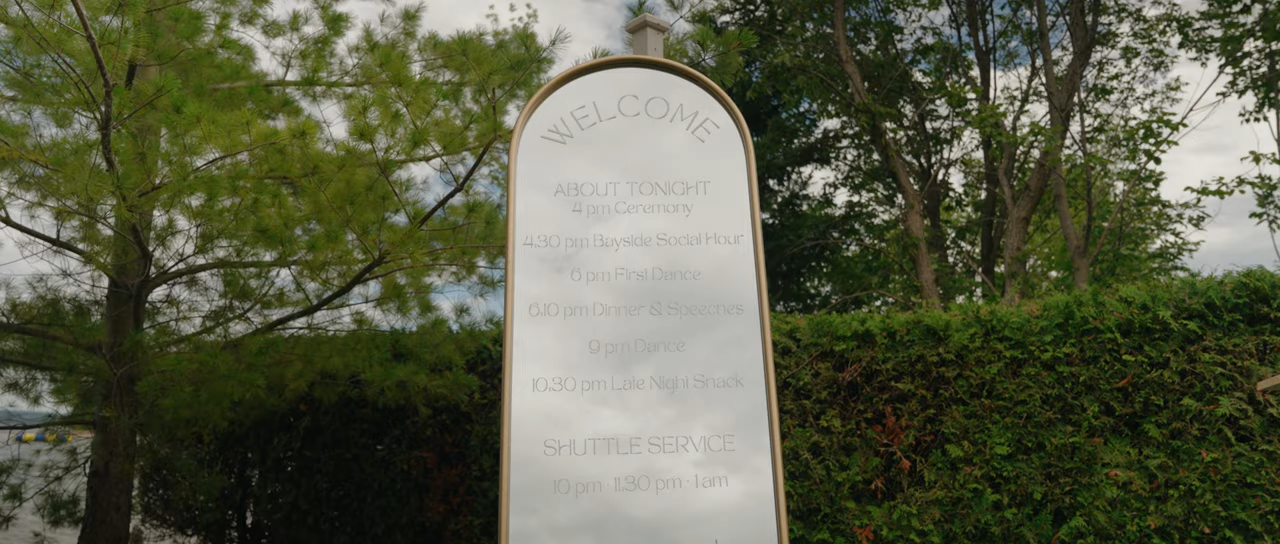 WELCOME
ABOUT TONIGHT
4 pm Ceremony
4.30 pm Bayside Social Hour
6 pm First Dance
6.10 pm Dinner & Speeches
9 pm Dance
10.30 pm Late Night Snack
SHUTTLE SERVICE
10 pm · 11.30 pm · 1 am